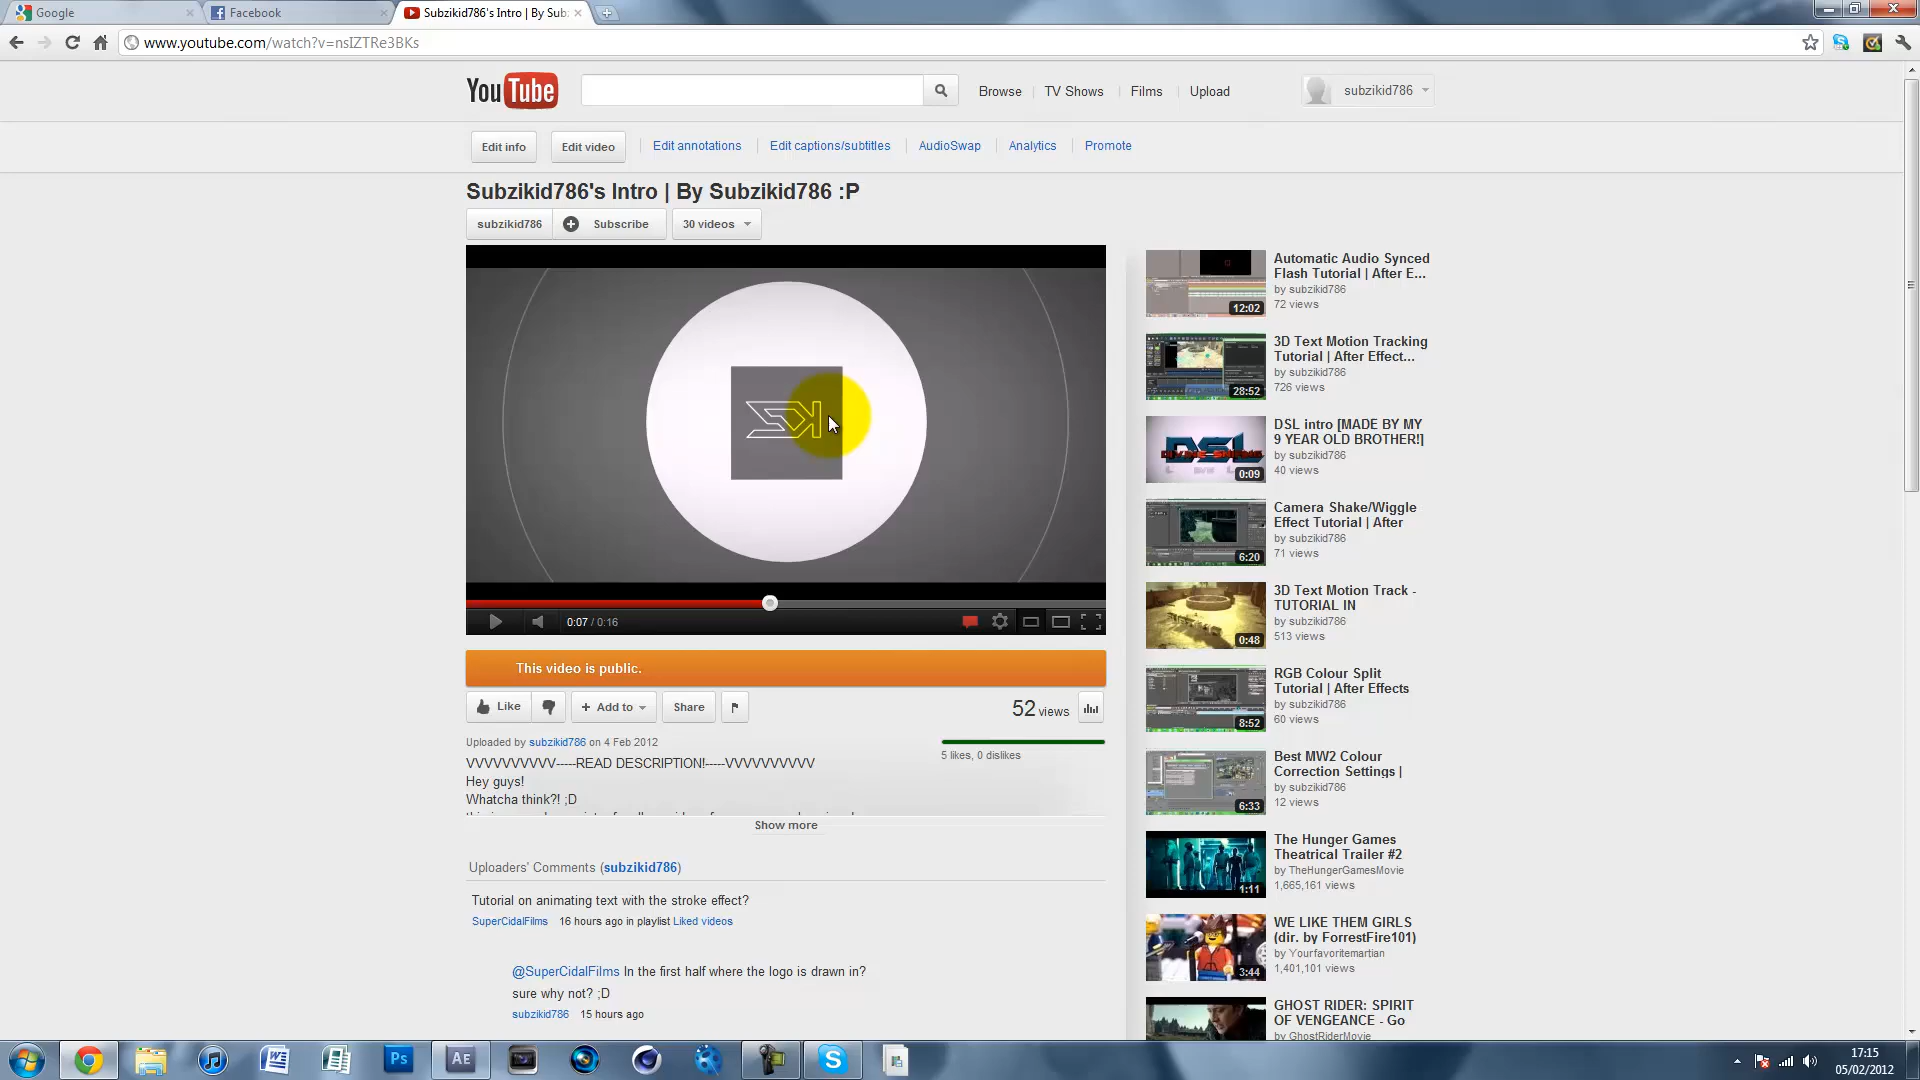 Google
Facebook
Subzikid786's Intro | By Sub
www.youtube.com/watch?v=nsIZTRe3BKs
YouTube
Browse
TV Shows
Films
Upload
subzikid786
Edit info
Edit video
Edit annotations
Edit captions/subtitles
AudioSwap
Analytics
Promote
Subzikid786's Intro | By Subzikid786 :P
subzikid786
Subscribe
30 videos
SK
0:07 / 0:16
This video is public.
Like
+ Add to
Share
52 views
Uploaded by subzikid786 on 4 Feb 2012
5 likes, 0 dislikes
VVVVVVVVVV-----READ DESCRIPTION!-----VVVVVVVVVV
Hey guys!
Whatcha think?! ;D
Show more
Uploaders' Comments (subzikid786)
Tutorial on animating text with the stroke effect?
SuperCidalFilms 16 hours ago in playlist Liked videos
@SuperCidalFilms In the first half where the logo is drawn in?
sure why not? ;D
subzikid786 15 hours ago
12:02
Automatic Audio Synced
Flash Tutorial | After E...
by subzikid786
72 views
28:52
3D Text Motion Tracking
Tutorial | After Effect...
by subzikid786
726 views
DSL
0:09
DSL intro [MADE BY MY
9 YEAR OLD BROTHER!]
by subzikid786
40 views
6:20
Camera Shake/Wiggle
Effect Tutorial | After
by subzikid786
71 views
0:48
3D Text Motion Track -
TUTORIAL IN
by subzikid786
513 views
8:52
RGB Colour Split
Tutorial | After Effects
by subzikid786
60 views
6:33
Best MW2 Colour
Correction Settings |
by subzikid786
12 views
1:11
The Hunger Games
Theatrical Trailer #2
by TheHungerGamesMovie
1,665,161 views
3:44
WE LIKE THEM GIRLS
(dir. by ForrestFire101)
by Yourfavoritemartian
1,401,101 views
GHOST RIDER: SPIRIT
OF VENGEANCE - Go
by GhostRiderMovie
Ps
AE
17:15
05/02/2012